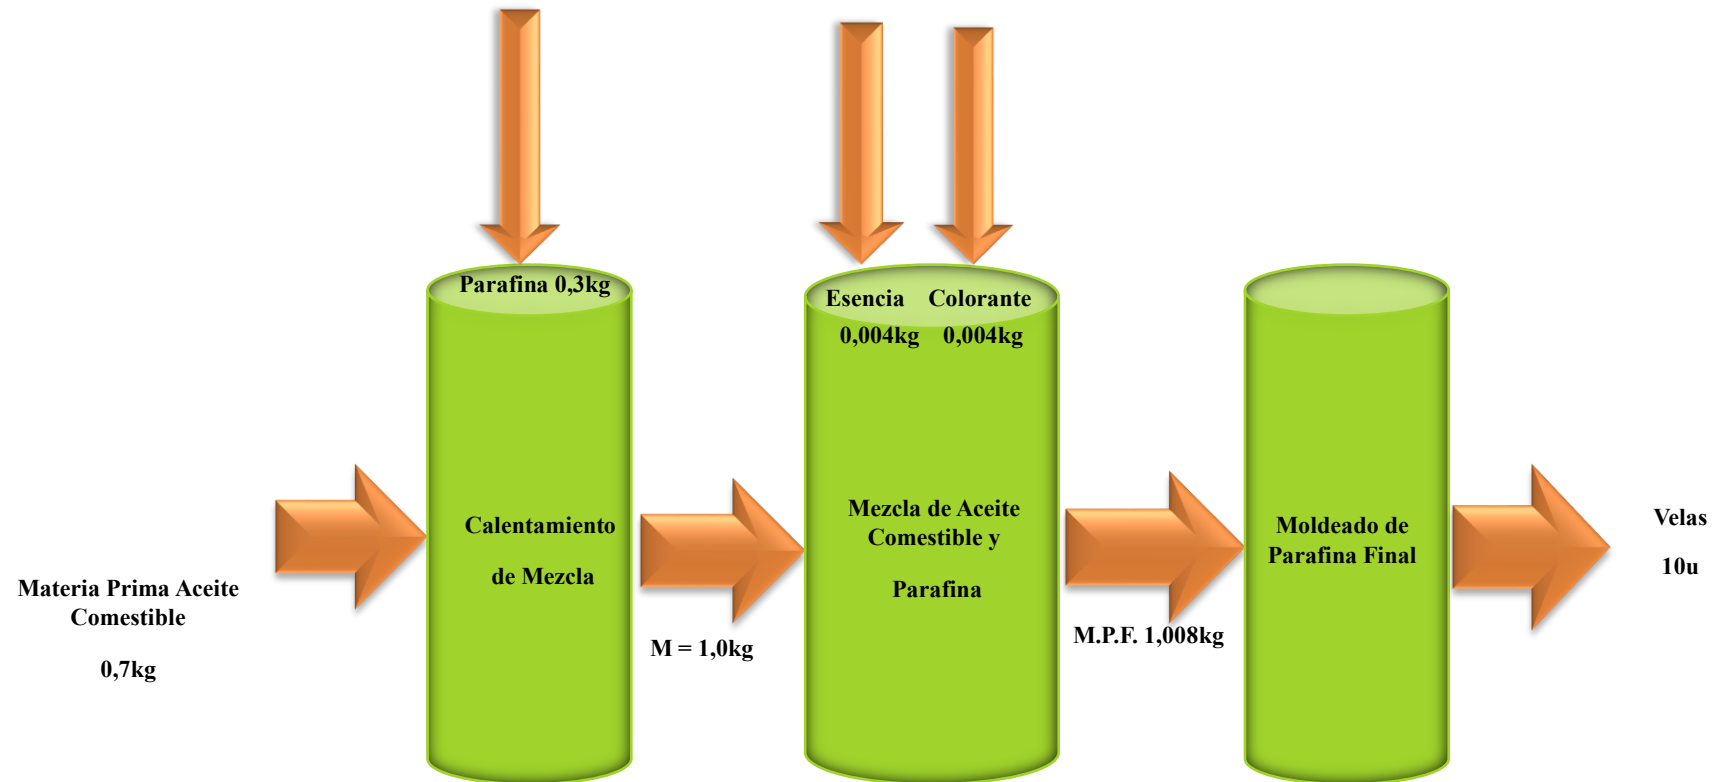 Parafina 0,3kg
Esencia Colorante
0,004kg 0,004kg
Materia Prima Aceite
Comestible
0,7kg
Calentamiento
de Mezcla
M = 1,0kg
Mezcla de Aceite
Comestible y
Parafina
M.P.F. 1,008kg
Moldeado de
Parafina Final
Velas
10u